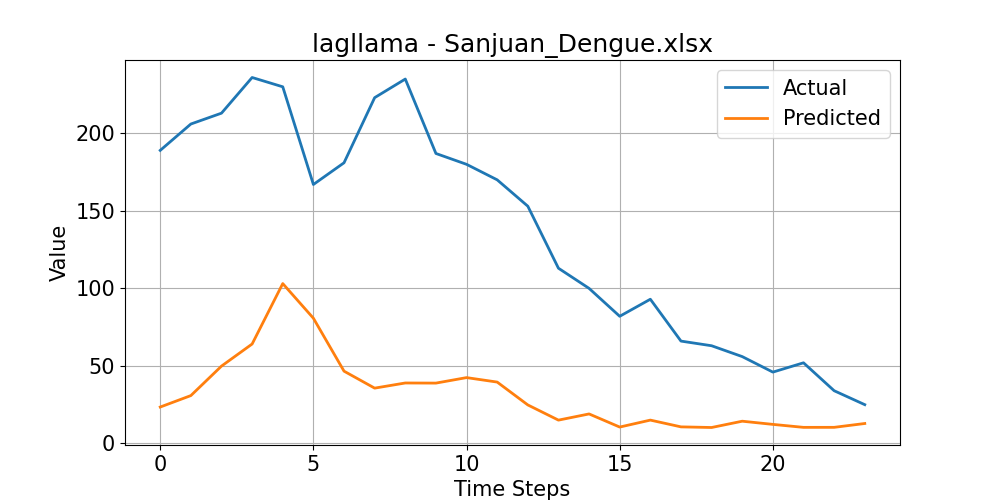 lagllama - Sanjuan_Dengue.xlsx
Actual
Predicted
Value
200
150
100
50
0
0 5 10 15 20
Time Steps